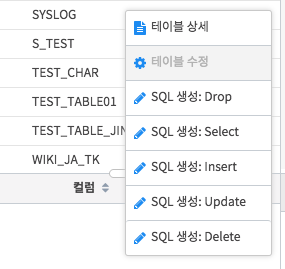 SYSLOG
S_TEST
TEST_CHAR
TEST_TABLE01
TEST_TABLE_JIN
WIKI_JA_TK
컬럼
테이블 상세
테이블 수정
SQL 생성: Drop
SQL 생성: Select
SQL 생성: Insert
SQL 생성: Update
SQL 생성: Delete